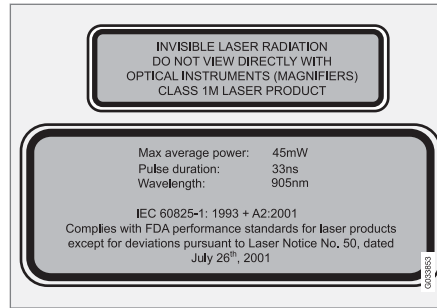 INVISIBLE LASER RADIATION
DO NOT VIEW DIRECTLY WITH
OPTICAL INSTRUMENTS (MAGNIFIERS)
CLASS 1M LASER PRODUCT
Max average power: 45mW
Pulse duration: 33ns
Wavelength: 905nm
IEC 60825-1: 1993 + A2:2001
Complies with FDA performance standards for laser products
except for deviations pursuant to Laser Notice No. 50, dated
July 26th, 2001
G033853